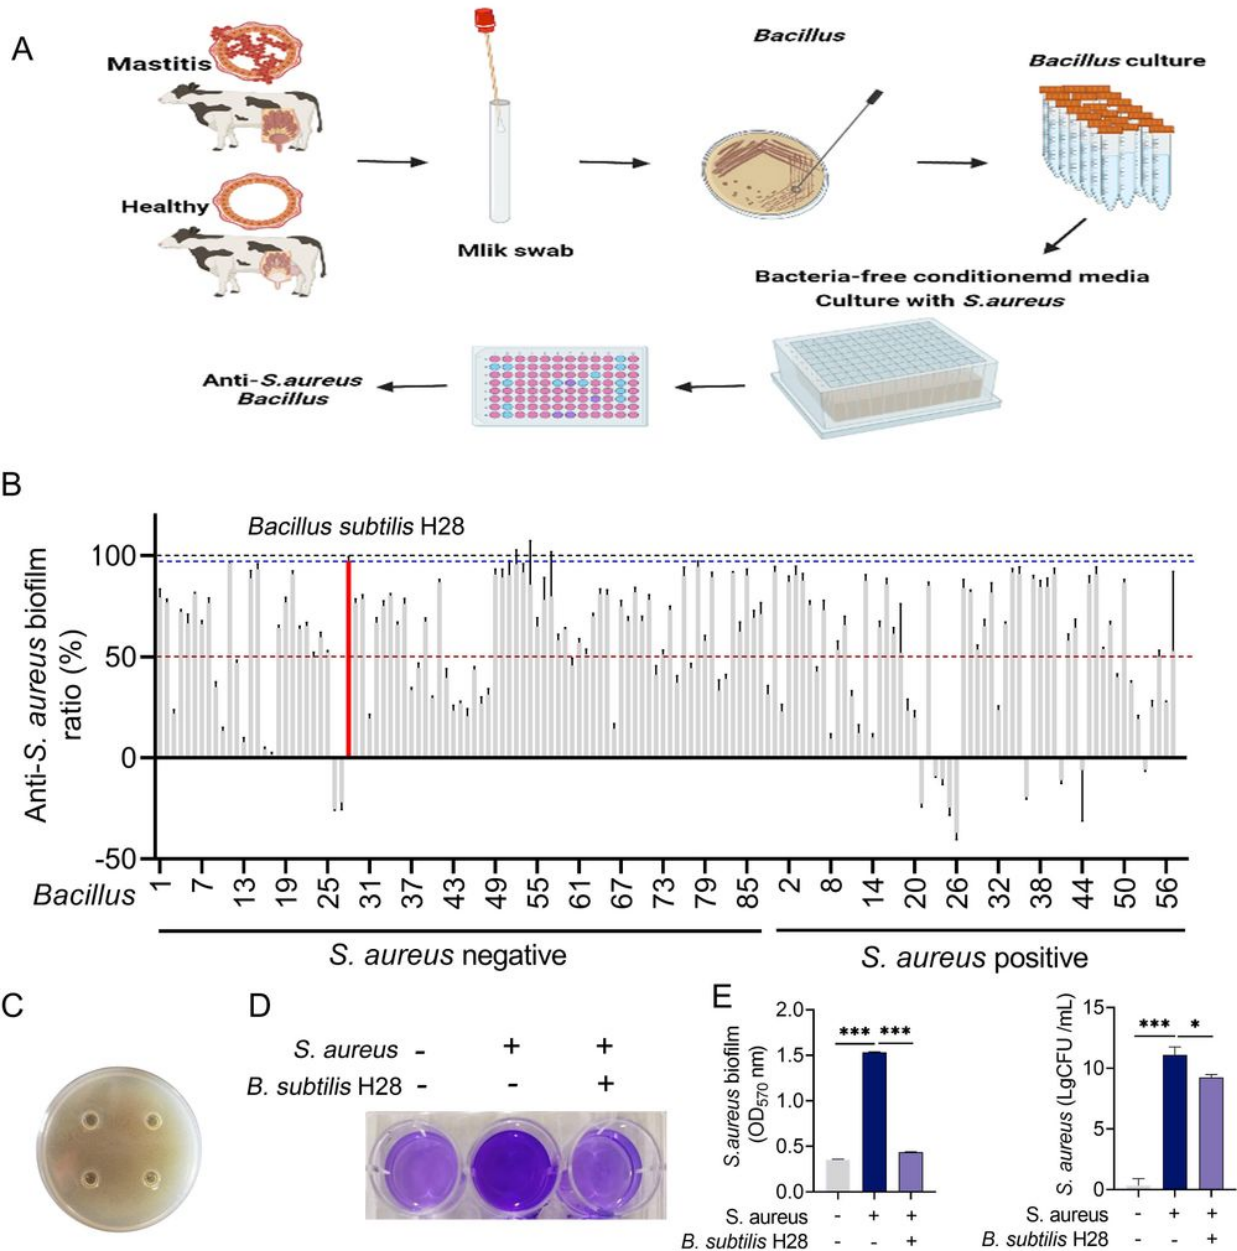 A
Mastitis
Healthy
Mlik swab
Bacillus
Bacillus culture
Bacteria-free conditionemd media
Culture with S.aureus
Anti-S.aureus
Bacillus
B
Bacillus subtilis H28
Anti-S. aureus biofilm
ratio (%)
100
50
0
-50
Bacillus
1 7 13 19 25 31 37 43 49 55 61 67 73 79 85 2 8 14 20 26 32 38 44 50 56
S. aureus negative
S. aureus positive
C
D
S. aureus - + +
B. subtilis H28 - - +
E
S.aureus biofilm
(OD570 nm)
2.0
1.5
1.0
0.5
0.0
*** ***
S. aureus - + +
B. subtilis H28 - - +
S. aureus (LgCFU /mL)
15
10
5
0
*** *
S. aureus - + +
B. subtilis H28 - - +